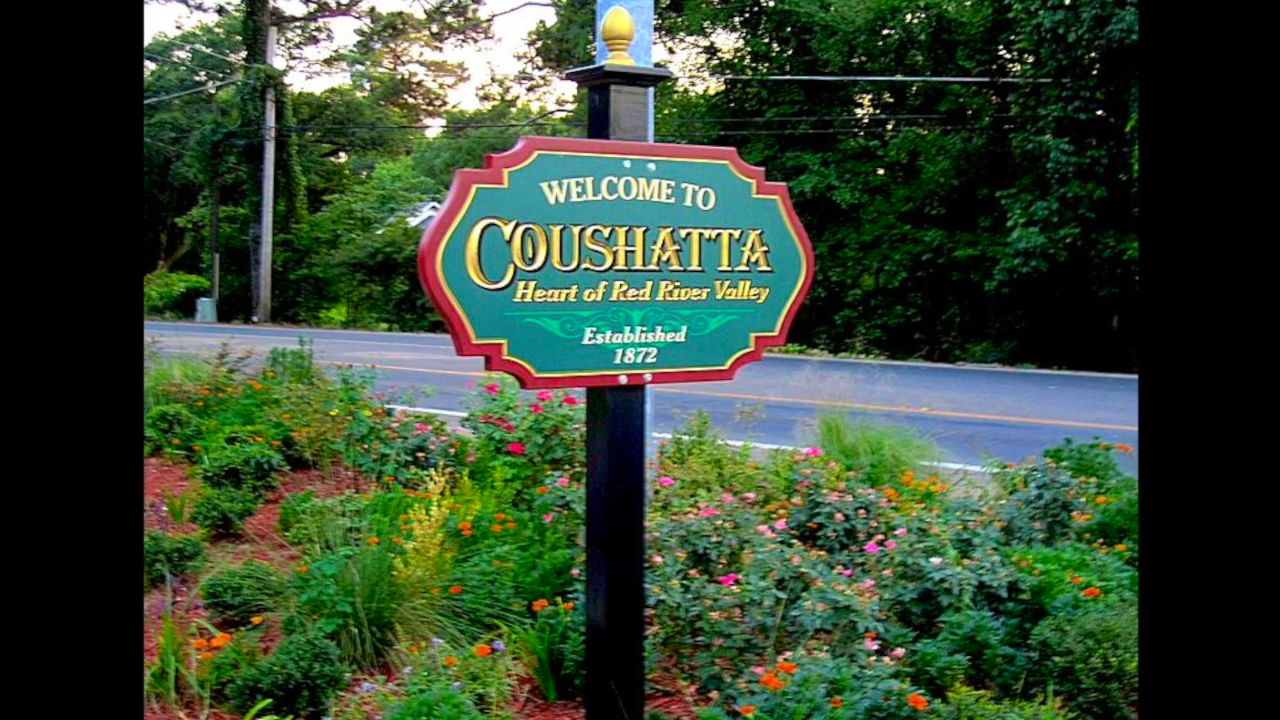 WELCOME TO
COUSHATTA
Heart of Red River Valley
Established
1872